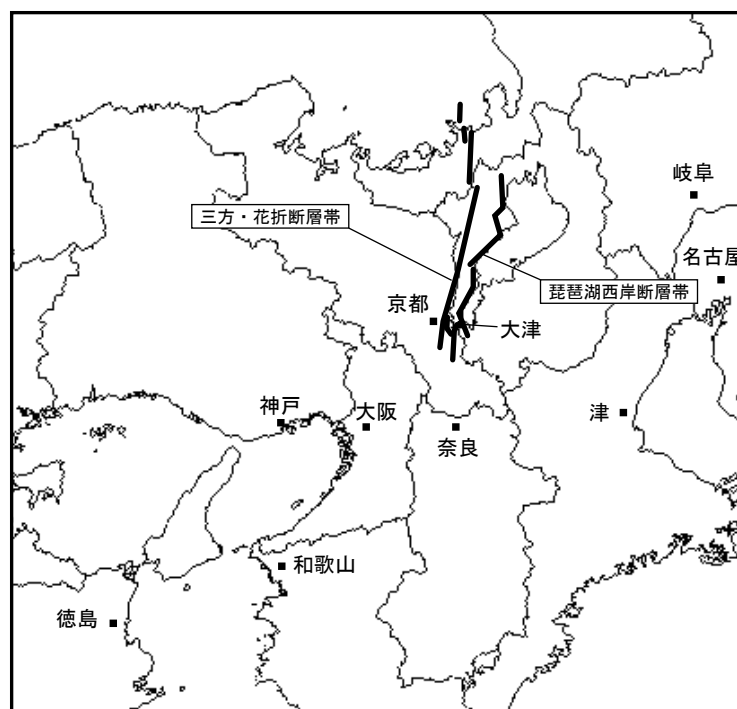 岐阜
三方・花折断層帯
名古屋
琵琶湖西岸断層帯
京都
大津
神戸
大阪
奈良
津
和歌山
徳島